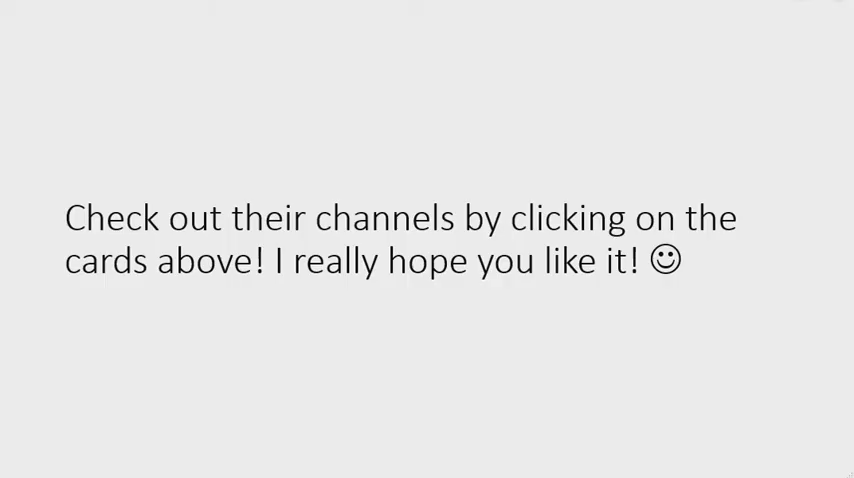 Check out their channels by clicking on the
cards above! I really hope you like it! ☺